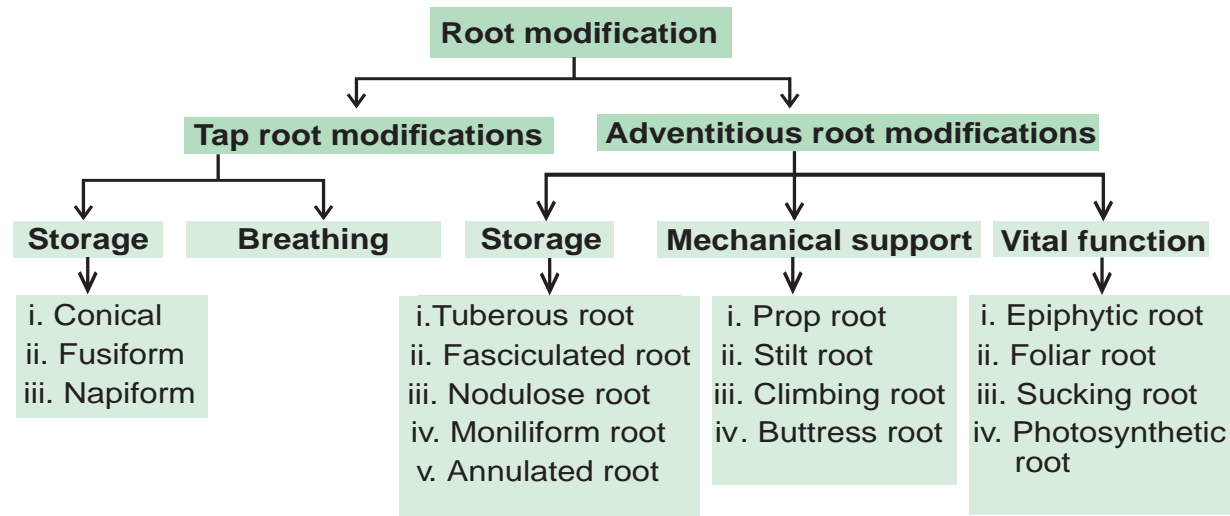 Root modification
Tap root modifications
Adventitious root modifications
Storage
Breathing
Storage
Mechanical support
Vital function
i. Conical
ii. Fusiform
iii. Napiform
i.Tuberous root
ii. Fasciculated root
iii. Nodulose root
iv. Moniliform root
v. Annulated root
i. Prop root
ii. Stilt root
iii. Climbing root
iv. Buttress root
i. Epiphytic root
ii. Foliar root
iii. Sucking root
iv. Photosynthetic
root